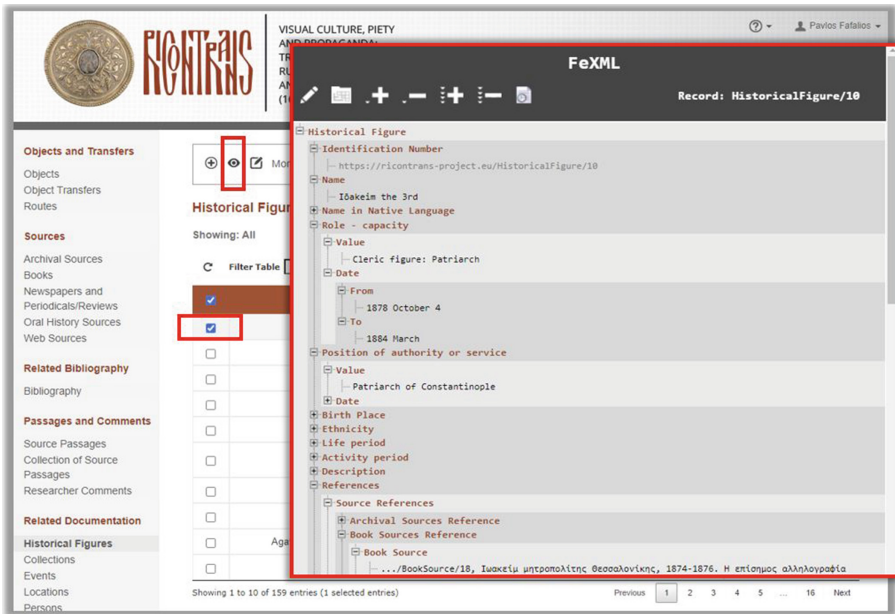 RICONTRANS
VISUAL CULTURE, PIETY
AND PROPAGANDA:
TR
RU
AN
(16
Pavlos Fafalios
Objects and Transfers
Objects
Object Transfers
Routes
Sources
Archival Sources
Books
Newspapers and
Periodicals/Reviews
Oral History Sources
Web Sources
Related Bibliography
Bibliography
Passages and Comments
Source Passages
Collection of Source
Passages
Researcher Comments
Related Documentation
Historical Figures
Collections
Events
Locations
Persons
Mor
Historical Figur
Showing: All
Filter Table
Aga
Showing 1 to 10 of 159 entries (1 selected entries)
Previous 1 2 3 4 5 ... 16 Next
FeXML
Record: HistoricalFigure/10
Historical Figure
Identification Number
https://ricontrans-project.eu/HistoricalFigure/10
Name
Iōakeim the 3rd
Name in Native Language
Role - capacity
Value
Cleric figure: Patriarch
Date
From
1878 October 4
To
1884 March
Position of authority or service
Value
Patriarch of Constantinople
Date
Birth Place
Ethnicity
Life period
Activity period
Description
References
Source References
Archival Sources Reference
Book Sources Reference
Book Source
.../BookSource/18, Ιωακείμ μητροπολίτης Θεσσαλονίκης, 1874-1876. Η επίσημος αλληλογραφία